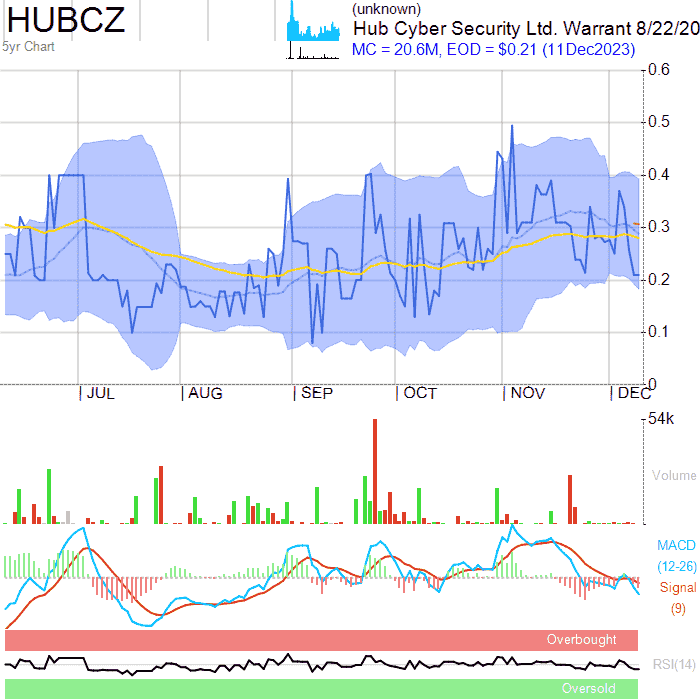 HUBCZ
5yr Chart
(unknown)
Hub Cyber Security Ltd. Warrant 8/22/20
MC = 20.6M, EOD = $0.21 (11Dec2023)
0.6
0.5
0.4
0.3
0.2
0.1
0
JUL AUG SEP OCT NOV DEC
54k
Volume
MACD
(12-26)
Signal
(9)
Overbought
RSI(14)
Oversold